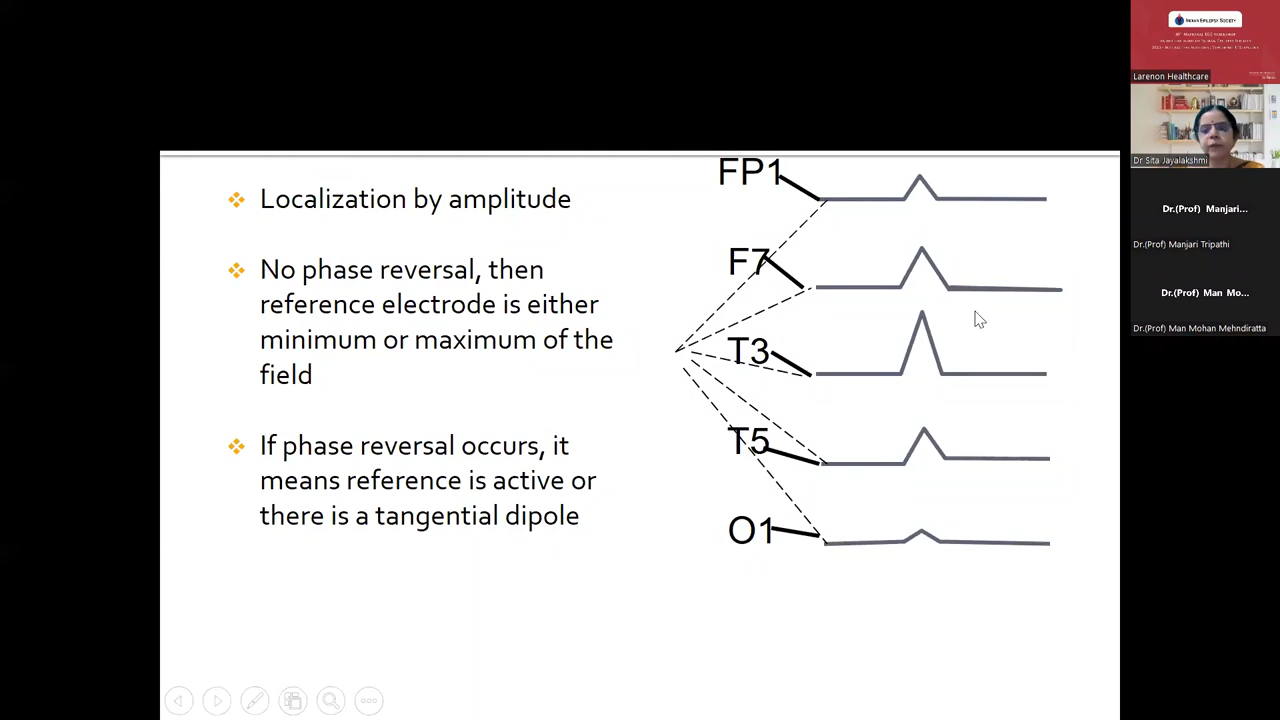 Localization by amplitude
No phase reversal, then
reference electrode is either
minimum or maximum of the
field
If phase reversal occurs, it
means reference is active or
there is a tangential dipole
FP1
F7
T3
T5
O1
INDIAN EPILEPSY SOCIETY
Larenon Healthcare
Dr Sita Jayalakshmi
Dr.(Prof) Manjari...
Dr.(Prof) Manjari Tripathi
Dr.(Prof) Man Mo...
Dr.(Prof) Man Mohan Mehndiratta